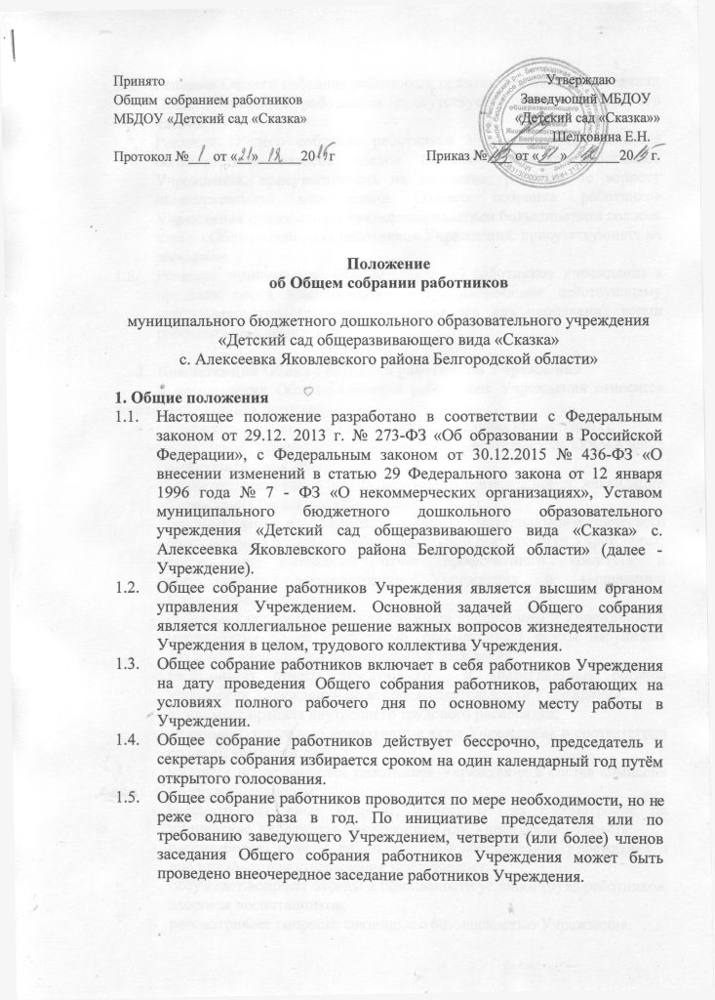 Принято
Общим собранием работников
МБДОУ «Детский сад «Сказка»
Протокол №_1_ от «21»_12_2015г
Утверждаю
Заведующий МБДОУ
«Детский сад «Сказка»»
Шелковина Е.Н.
Приказ № от «31» 12 2015 г.
Положение
об Общем собрании работников
муниципального бюджетного дошкольного образовательного учреждения
«Детский сад общеразвивающего вида «Сказка»
с. Алексеевка Яковлевского района Белгородской области»
1. Общие положения
1.1. Настоящее положение разработано в соответствии с Федеральным
законом от 29.12. 2013 г. № 273-ФЗ «Об образовании в Российской
Федерации», с Федеральным законом от 30.12.2015 № 436-ФЗ «О
внесении изменений в статью 29 Федерального закона от 12 января
1996 года № 7 - ФЗ «О некоммерческих организациях», Уставом
муниципального бюджетного дошкольного образовательного
учреждения «Детский сад общеразвиваюшего вида «Сказка» с.
Алексеевка Яковлевского района Белгородской области» (далее -
Учреждение).
1.2. Общее собрание работников Учреждения является высшим органом
управления Учреждением. Основной задачей Общего собрания
является коллегиальное решение важных вопросов жизнедеятельности
Учреждения в целом, трудового коллектива Учреждения.
1.3. Общее собрание работников включает в себя работников Учреждения
на дату проведения Общего собрания работников, работающих на
условиях полного рабочего дня по основному месту работы в
Учреждении.
1.4. Общее собрание работников действует бессрочно, председатель и
секретарь собрания избирается сроком на один календарный год путём
открытого голосования.
1.5. Общее собрание работников проводится по мере необходимости, но не
реже одного раза в год. По инициативе председателя или по
требованию заведующего Учреждением, четверти (или более) членов
заседания Общего собрания работников Учреждения может быть
проведено внеочередное заседание работников Учреждения.